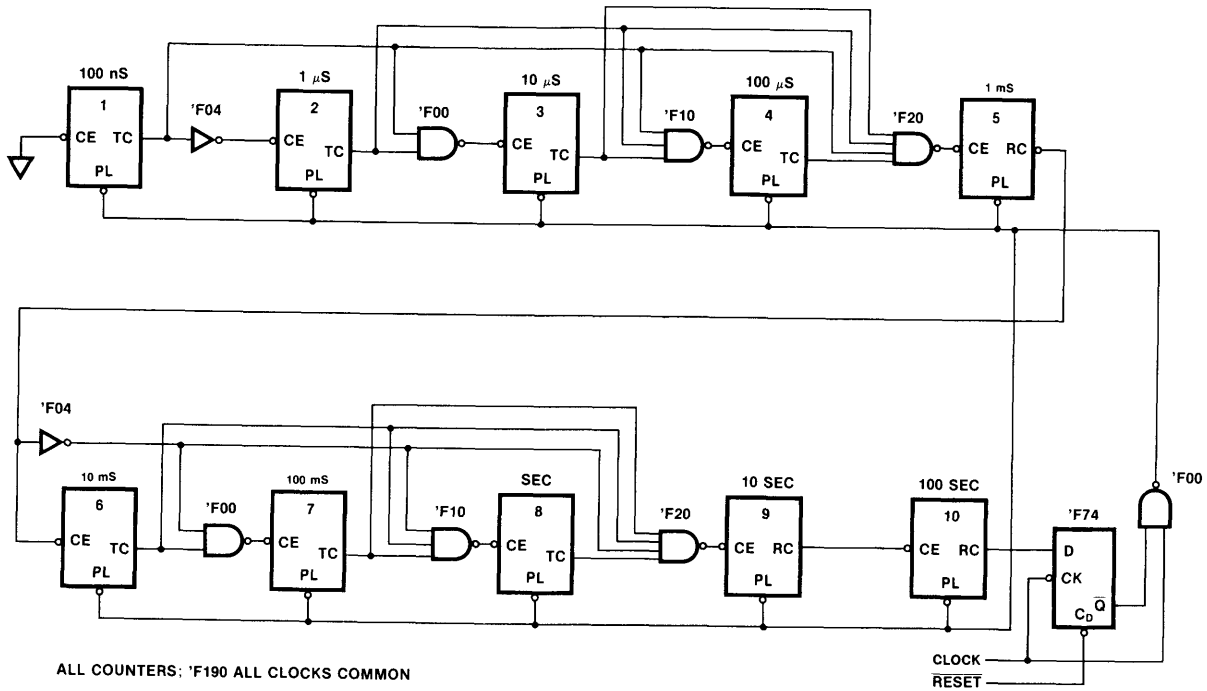 100 nS
1
CE
TC
PL
'F04
1 µS
2
CE
TC
PL
'F00
10 µS
3
CE
TC
PL
'F10
100 µS
4
CE
TC
PL
'F20
1 mS
5
CE
RC
PL
'F04
10 mS
6
CE
TC
PL
'F00
100 mS
7
CE
TC
PL
'F10
SEC
8
CE
TC
PL
'F20
10 SEC
9
CE
RC
PL
100 SEC
10
CE
RC
PL
'F74
D
CK
Q̅
C_D
'F00
CLOCK
R̅E̅S̅E̅T̅
ALL COUNTERS; 'F190 ALL CLOCKS COMMON